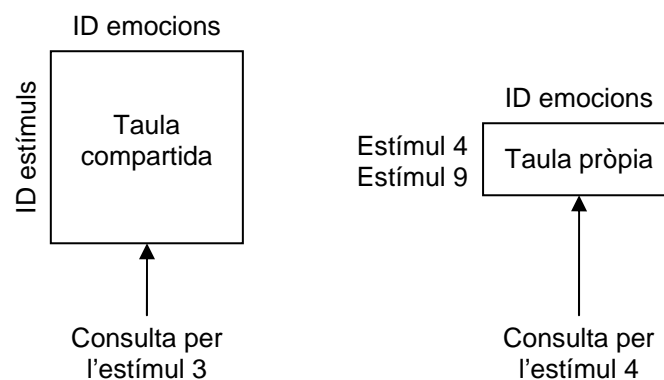 ID emocions
ID estímuls
Taula
compartida
Consulta per
l'estímul 3
ID emocions
Estímul 4
Estímul 9
Taula pròpia
Consulta per
l'estímul 4